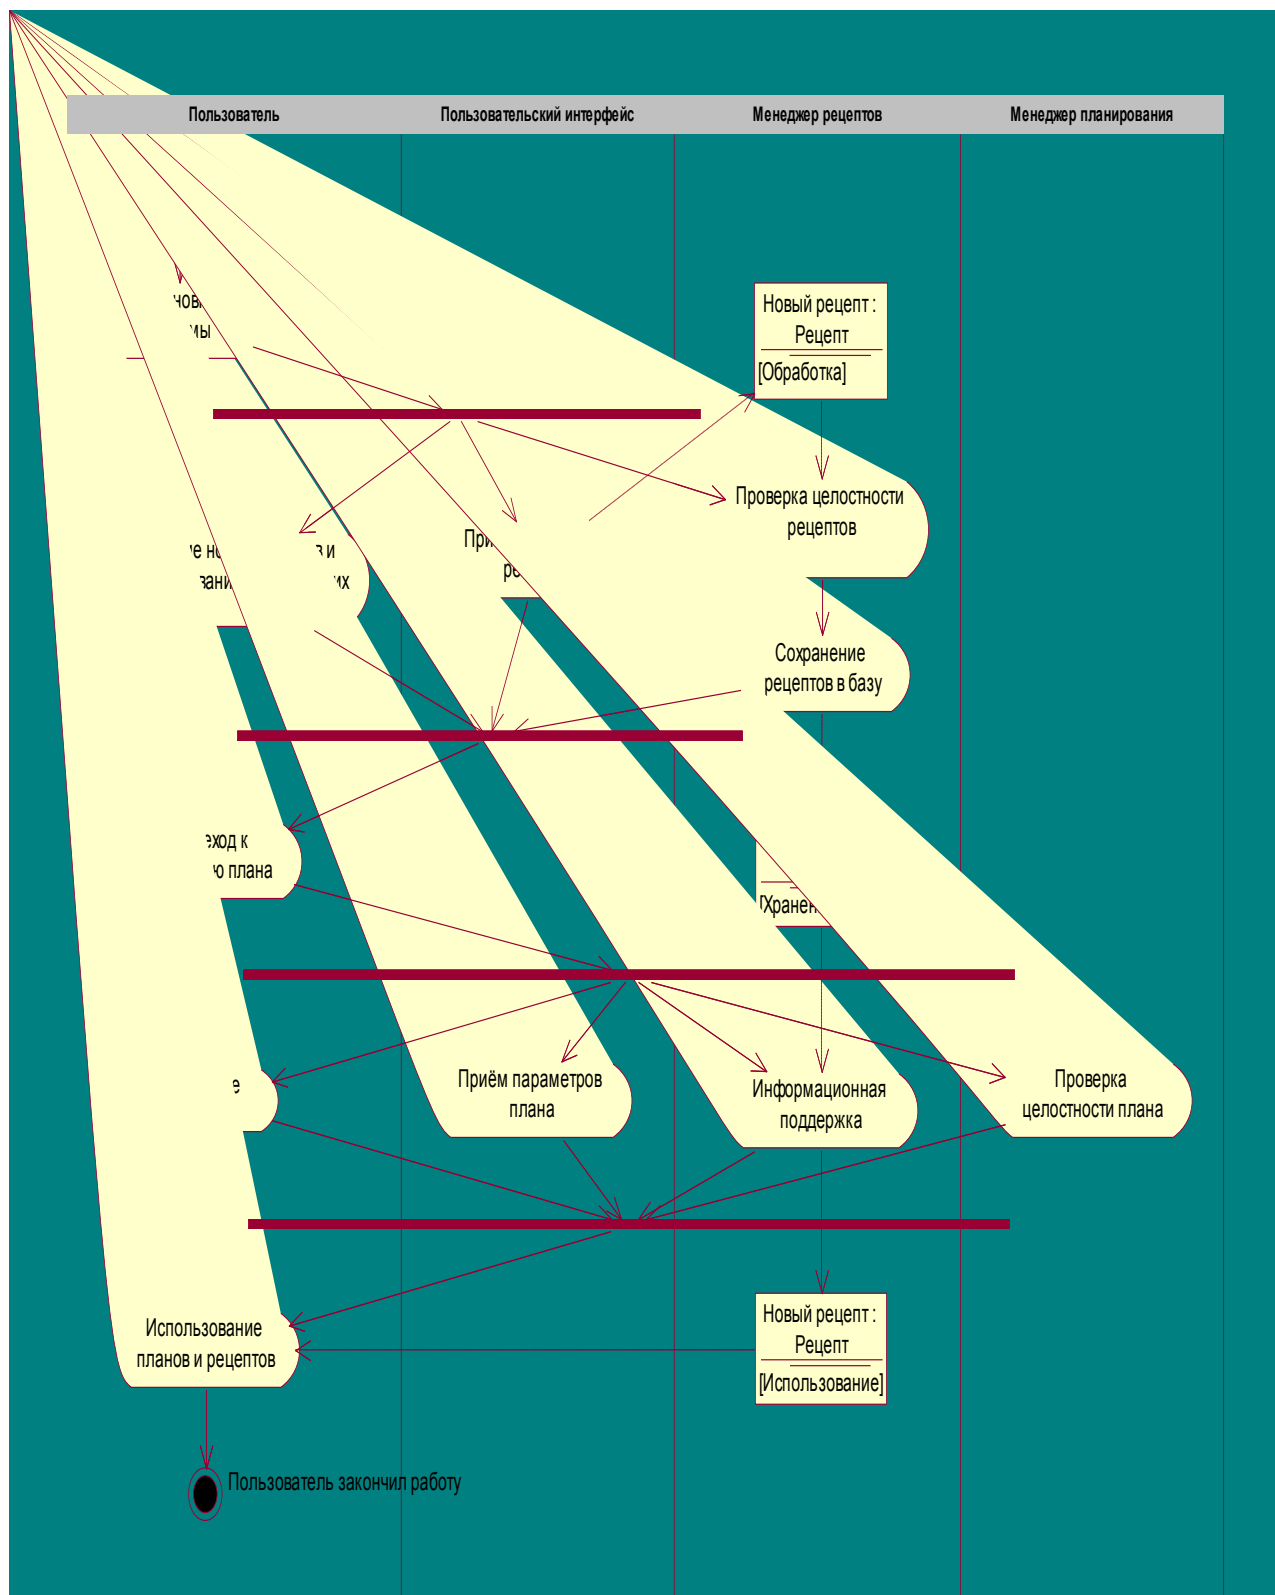 Пользователь
Пользовательский интерфейс
Менеджер рецептов
Менеджер планирования
Новый рецепт :
Рецепт
[Обработка]
Проверка целостности
рецептов
Сохранение
рецептов в базу
к
плана
Приём параметров
плана
Информационная
поддержка
Проверка
целостности плана
Использование
планов и рецептов
Новый рецепт :
Рецепт
[Использование]
Пользователь закончил работу